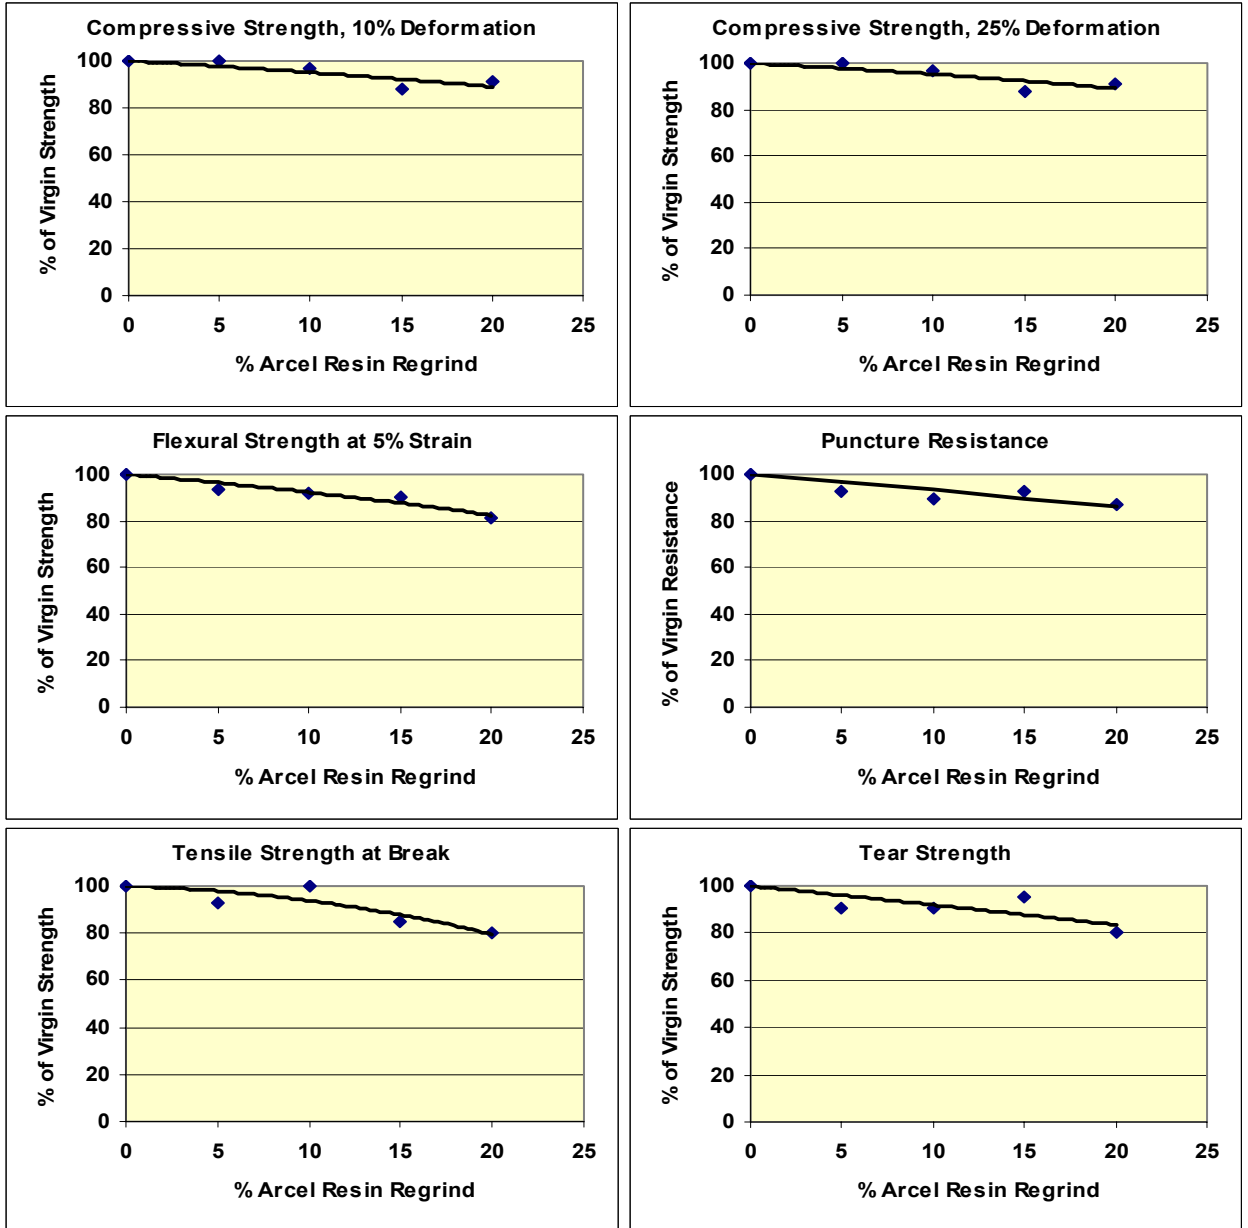 Compressive Strength, 10% Deformation
% of Virgin Strength
100
80
60
40
20
0
0 5 10 15 20 25
% Arcel Resin Regrind
Compressive Strength, 25% Deformation
% of Virgin Strength
100
80
60
40
20
0
0 5 10 15 20 25
% Arcel Resin Regrind
Flexural Strength at 5% Strain
% of Virgin Strength
100
80
60
40
20
0
0 5 10 15 20 25
% Arcel Resin Regrind
Puncture Resistance
% of Virgin Resistance
100
80
60
40
20
0
0 5 10 15 20 25
% Arcel Resin Regrind
Tensile Strength at Break
% of Virgin Strength
100
80
60
40
20
0
0 5 10 15 20 25
% Arcel Resin Regrind
Tear Strength
% of Virgin Strength
100
80
60
40
20
0
0 5 10 15 20 25
% Arcel Resin Regrind